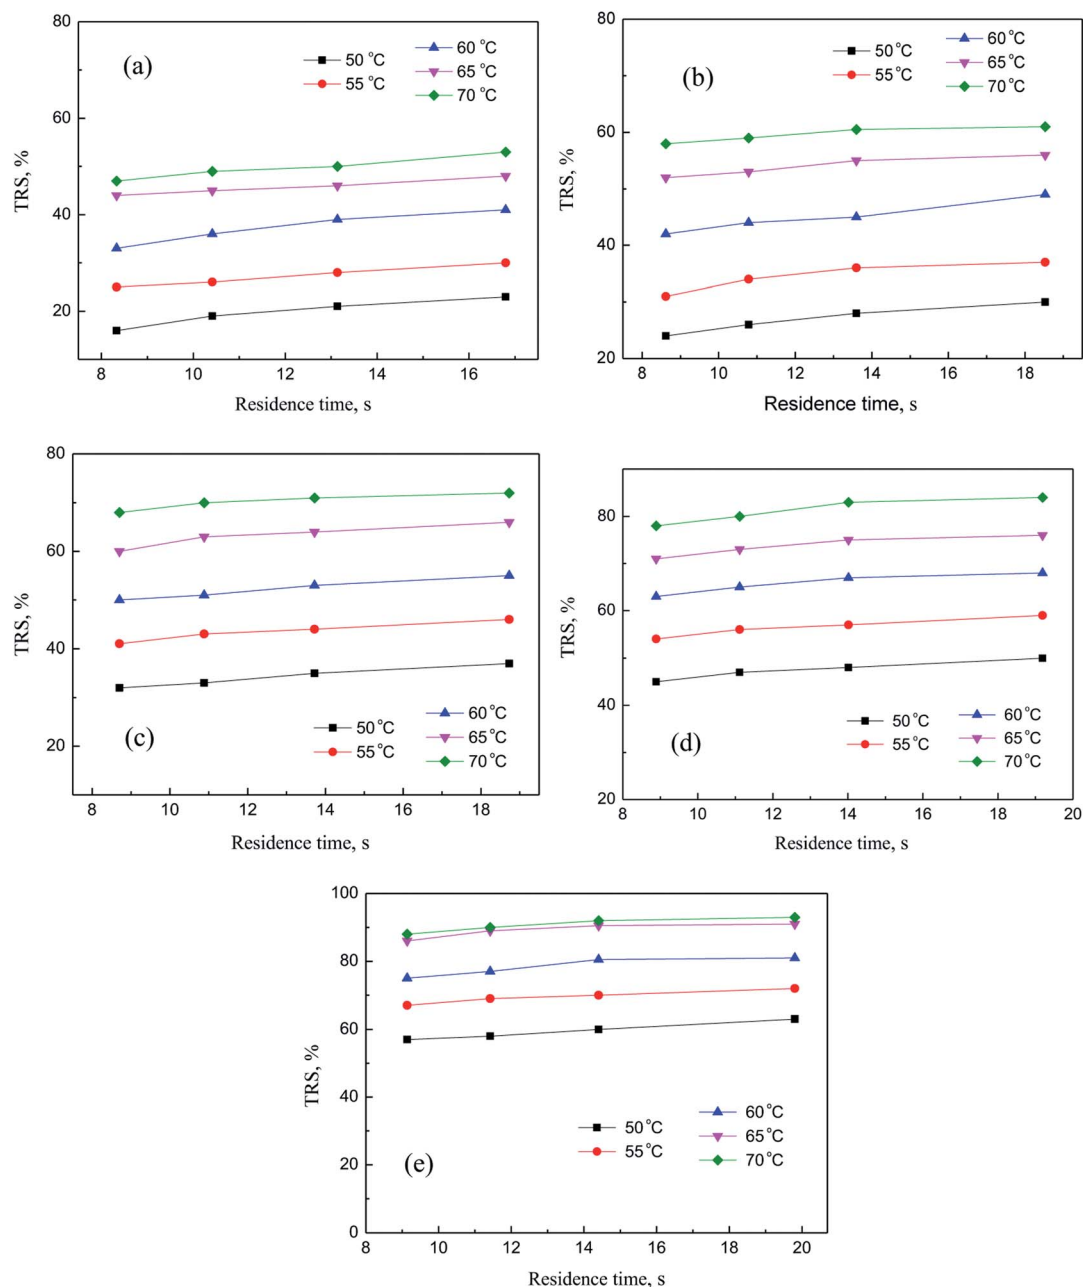 (a)
50 °C
55 °C
60 °C
65 °C
70 °C
TRS, %
80
60
40
20
8 10 12 14 16
Residence time, s
(b)
50 °C
55 °C
60 °C
65 °C
70 °C
TRS, %
80
60
40
20
8 10 12 14 16 18
Residence time, s
80
60
40
20
TRS, %
(c)
50 °C
55 °C
60 °C
65 °C
70 °C
8 10 12 14 16 18
Residence time, s
80
60
40
20
TRS, %
(d)
50 °C
55 °C
60 °C
65 °C
70 °C
8 10 12 14 16 18 20
Residence time, s
100
80
60
40
20
0
TRS, %
(e)
50 °C
55 °C
60 °C
65 °C
70 °C
8 10 12 14 16 18 20
Residence time, s